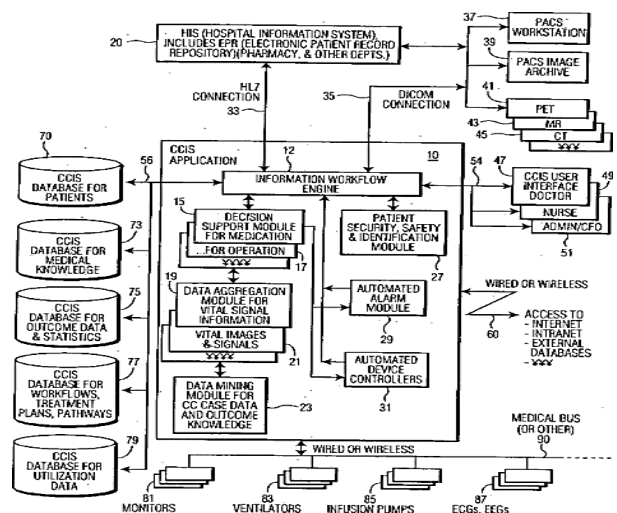 HIS (HOSPITAL INFORMATION SYSTEM),
INCLUDES EPR (ELECTRONIC PATIENT RECORD
REPOSITORY)(PHARMACY, & OTHER DEPTS.)
20
37
PACS
WORKSTATION
39
PACS IMAGE
ARCHIVE
41
PET
43
MR
45
CT
HL7
CONNECTION
33
35
DICOM
CONNECTION
CCIS
APPLICATION
12
10
INFORMATION WORKFLOW
ENGINE
15
DECISION
SUPPORT MODULE
FOR MEDICATION
..FOR OPERATION
17
PATIENT
SECURITY, SAFETY
& IDENTIFICATION
MODULE
27
19
DATA AGGREGATION
MODULE FOR
VITAL SIGNAL
INFORMATION
VITAL IMAGES
& SIGNALS
21
AUTOMATED
ALARM
MODULE
29
AUTOMATED
DEVICE
CONTROLLERS
31
DATA MINING
MODULE FOR
CC CASE DATA
AND OUTCOME
KNOWLEDGE
23
70
CCIS
DATABASE FOR
PATIENTS
56
73
CCIS
DATABASE FOR
MEDICAL
KNOWLEDGE
75
CCIS
DATABASE FOR
OUTCOME DATA
& STATISTICS
77
CCIS
DATABASE FOR
WORKFLOWS,
TREATMENT
PLANS, PATHWAYS
79
CCIS
DATABASE FOR
UTILIZATION
DATA
54
47
CCIS USER
INTERFACE
DOCTOR
49
NURSE
ADMIN/CFO
51
WIRED OR WIRELESS
60
ACCESS TO
- INTERNET
- INTRANET
- EXTERNAL
DATABASES
-
MEDICAL BUS
(OR OTHER)
90
WIRED OR WIRELESS
81
MONITORS
83
VENTILATORS
85
INFUSION PUMPS
87
ECGs, EEGs